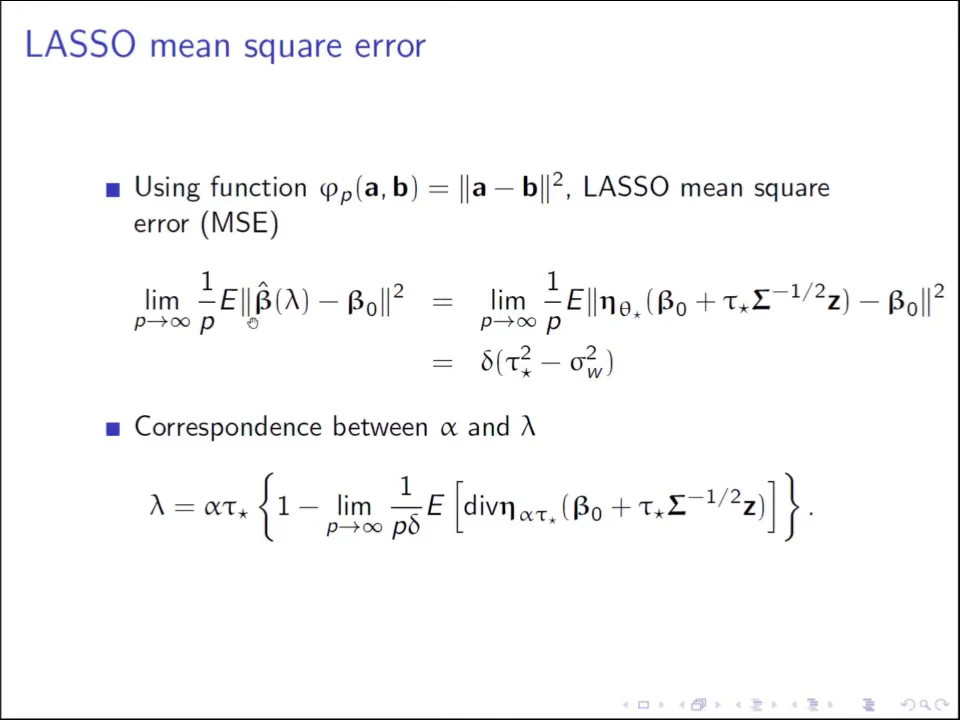 LASSO mean square error
■ Using function φ_p(𝐚, 𝐛) = ‖𝐚 − 𝐛‖², LASSO mean square
error (MSE)
lim_{p→∞} 1/p E‖β̂(λ) − β₀‖² = lim_{p→∞} 1/p E‖η_{θ⋆}(β₀ + τ⋆Σ^{−1/2}z) − β₀‖²
= δ(τ⋆² − σ_w²)
■ Correspondence between α and λ
λ = ατ⋆ {1 − lim_{p→∞} 1/(pδ) E [divη_{ατ⋆}(β₀ + τ⋆Σ^{−1/2}z)]} .